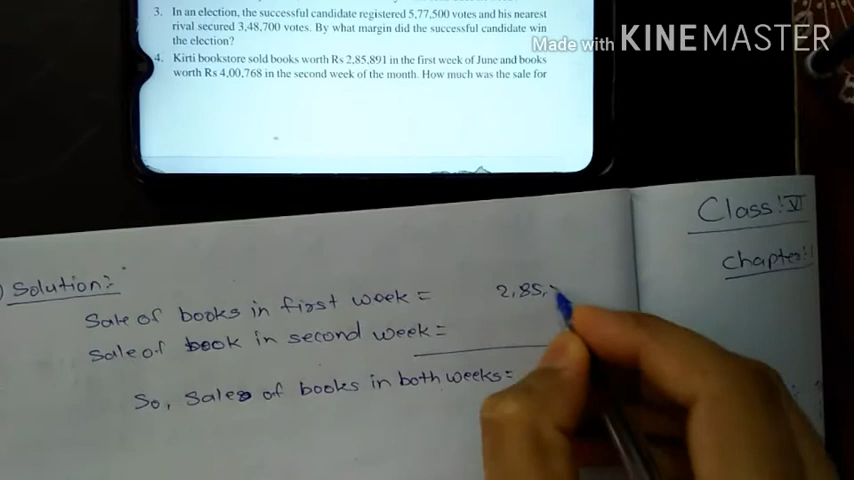 3. In an election, the successful candidate registered 5,77,500 votes and his nearest
rival secured 3,48,700 votes. By what margin did the successful candidate win
the election?
Made with KINEMASTER
4. Kirti bookstore sold books worth Rs 2,85,891 in the first week of June and books
worth Rs 4,00,768 in the second week of the month. How much was the sale for
Class: VI
Chapter:1
Solution:
Sale of books in first week = 2,85,
Sale of book in second week =
So, Sales of books in both weeks =